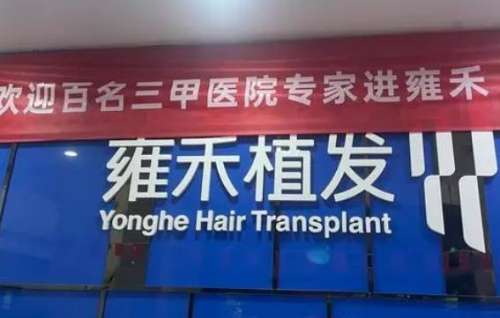 欢迎百名三甲医院专家进雍禾
雍禾植发
Yonghe Hair Transplant